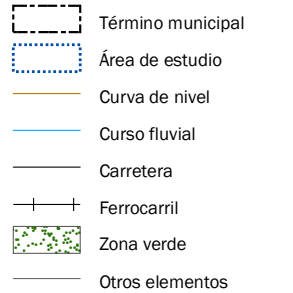 Término municipal
Área de estudio
Curva de nivel
Curso fluvial
Carretera
Ferrocarril
Zona verde
Otros elementos